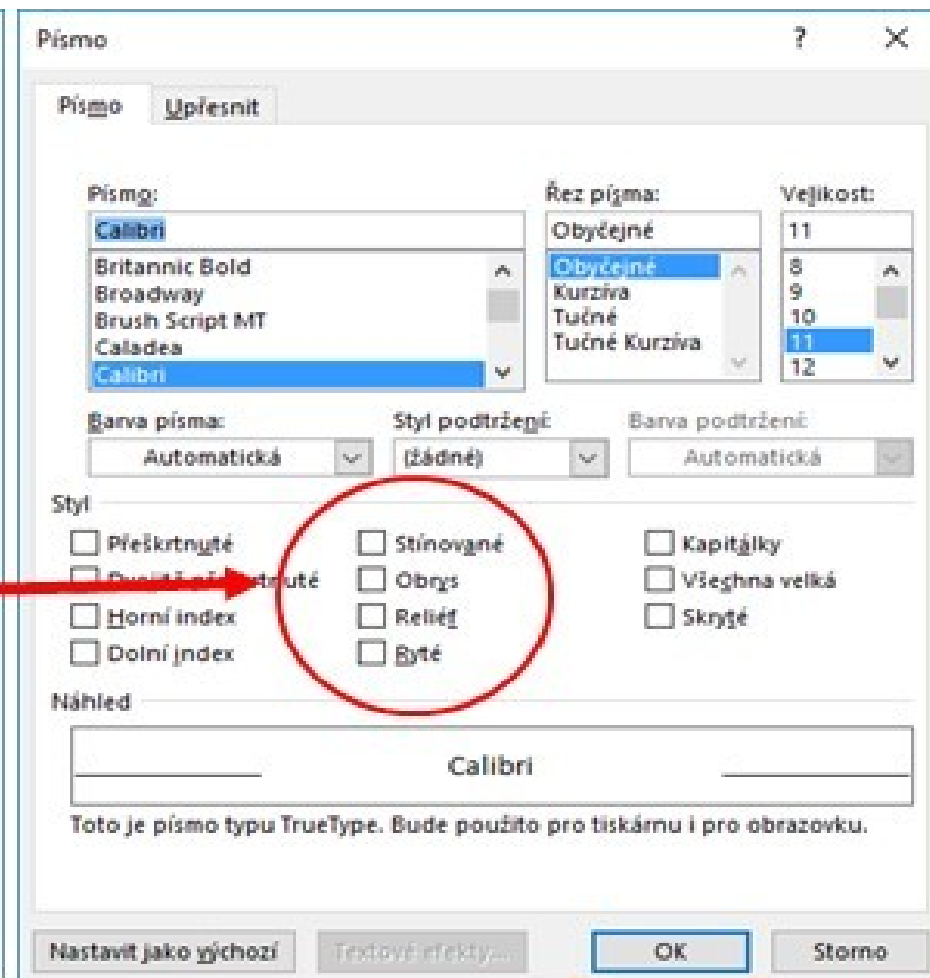 Písmo ?
Písmo Upřesnit
Písmo: Řez písma: Velikost:
Calibri Obyčejné 11
Britannic Bold Obyčejné 8
Broadway Kurzíva 9
Brush Script MT Tučné 10
Caladea Tučné Kurzíva 11
Calibri 12
Barva písma: Styl podtržení: Barva podtržení:
Automatická (žádné) Automatická
Styl
Přeškrtnuté Stínované Kapitálky
Obrys Všechna velká
Horní index Reliéf Skryté
Dolní index Ryté
Náhled
Calibri
Toto je písmo typu TrueType. Bude použito pro tiskárnu i pro obrazovku.
Nastavit jako výchozí Textové efekty... OK Storno